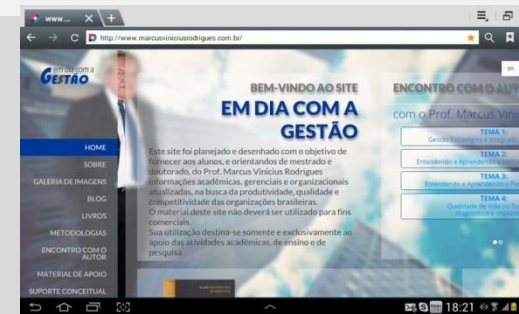 www....
http://www.marcusviniciusrodrigues.com.br/
em dia com a
GESTÃO
HOME
SOBRE
GALERIA DE IMAGENS
BLOG
LIVROS
METODOLOGIAS
ENCONTRO COM O
AUTOR
MATERIAL DE APOIO
SUPORTE CONCEITUAL
BEM-VINDO AO SITE
EM DIA COM A
GESTÃO
Este site foi planejado e desenhado com o objetivo de
fornecer aos alunos, e orientandos de mestrado e
doutorado, do Prof. Marcus Vinicius Rodrigues
informações acadêmicas, gerenciais e organizacionais
atualizadas, na busca da produtividade, qualidade e
competitividade das organizações brasileiras.
O material deste site não deverá ser utilizado para fins
comerciais.
Sua utilização destina-se somente e exclusivamente ao
apoio das atividades acadêmicas, de ensino e de
pesquisa.
ENCONTRO COM O AUT
com o Prof. Marcus Vini
TEMA 1:
Gestão Estratégica e Integrada
TEMA 2:
Entendendo e Aprendendo
TEMA 3:
Entendendo e Aprendendo o
TEMA 4:
Qualidade de Vida no
18:21